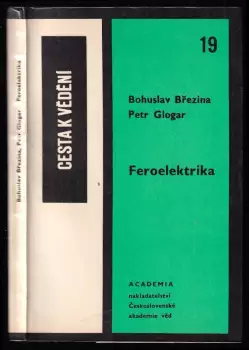 Bohuslav Březina, Petr Glogar   Feroelektrika
CESTA K VĚDĚNÍ
19
Bohuslav Březina
Petr Glogar
Feroelektrika
ACADEMIA
nakladatelství
Československé
akademie věd